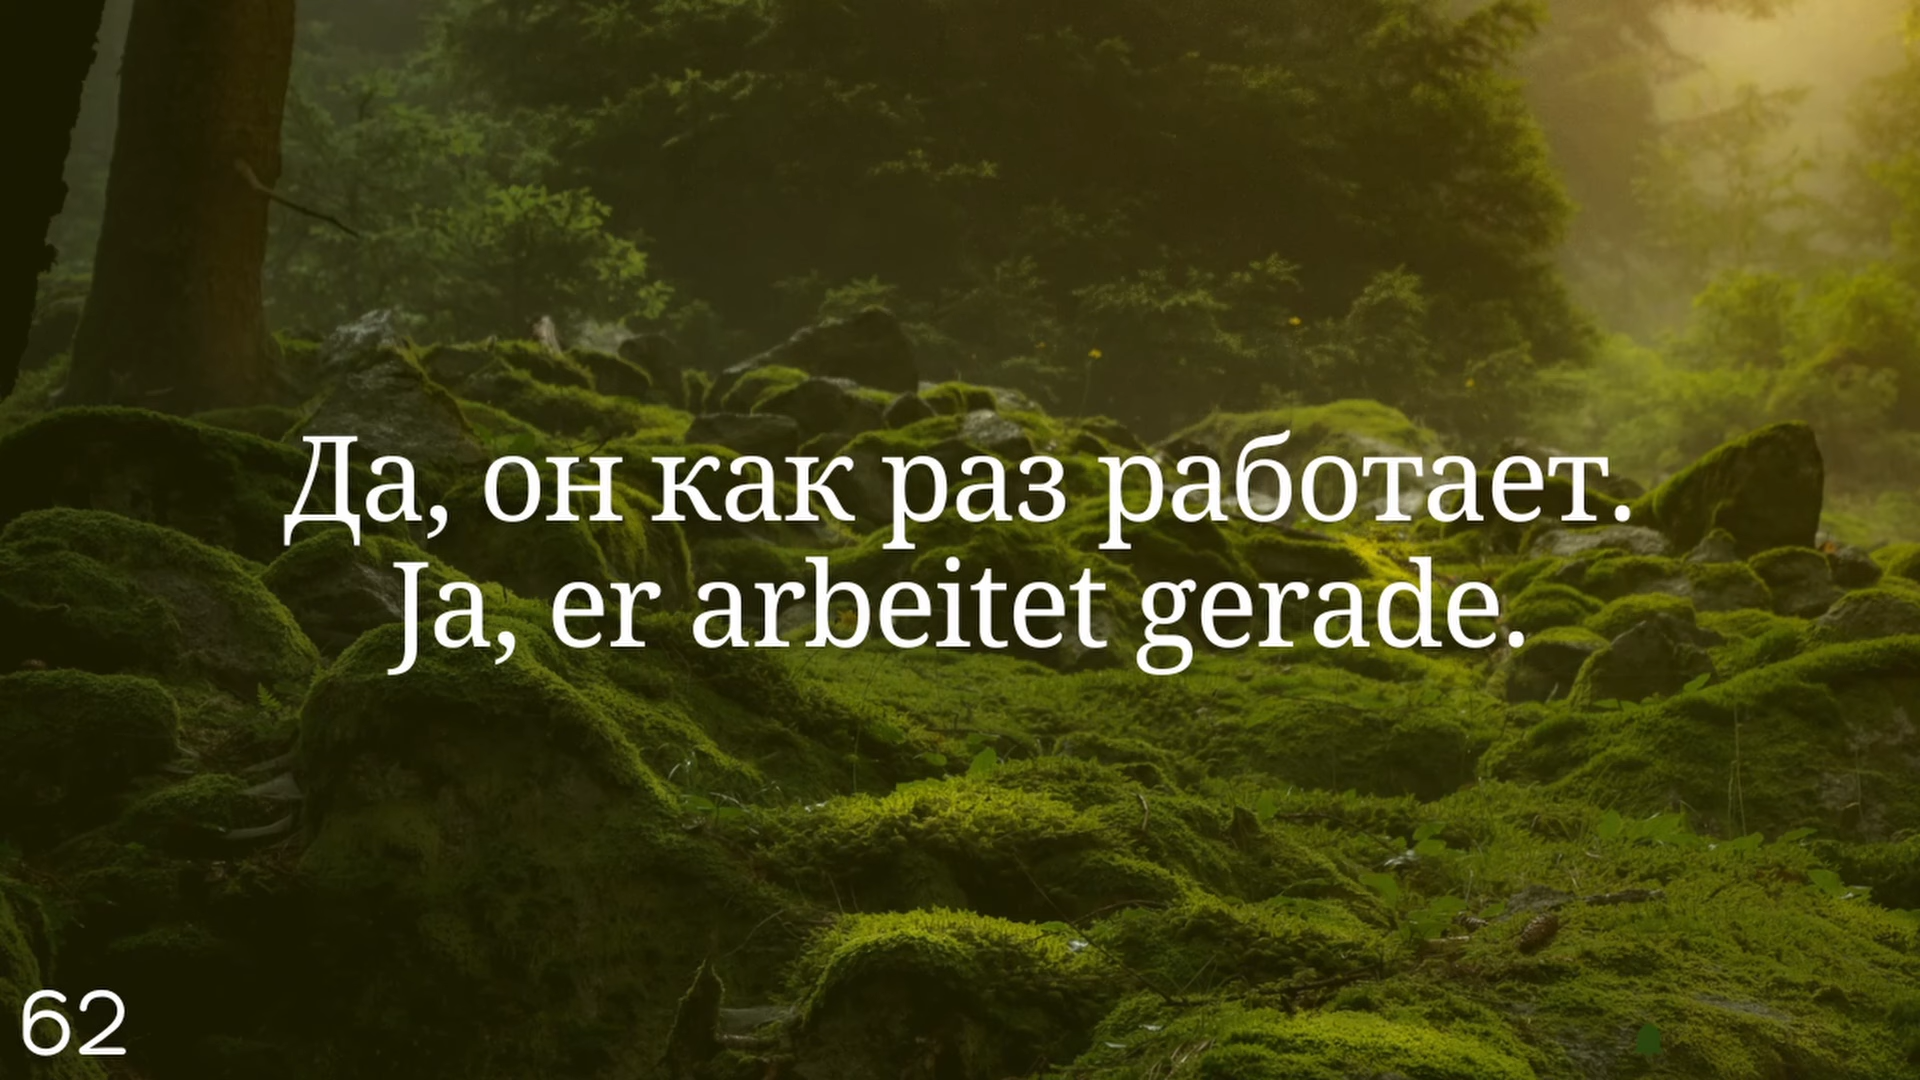 Да, он как раз работает.
Ja, er arbeitet gerade.
62